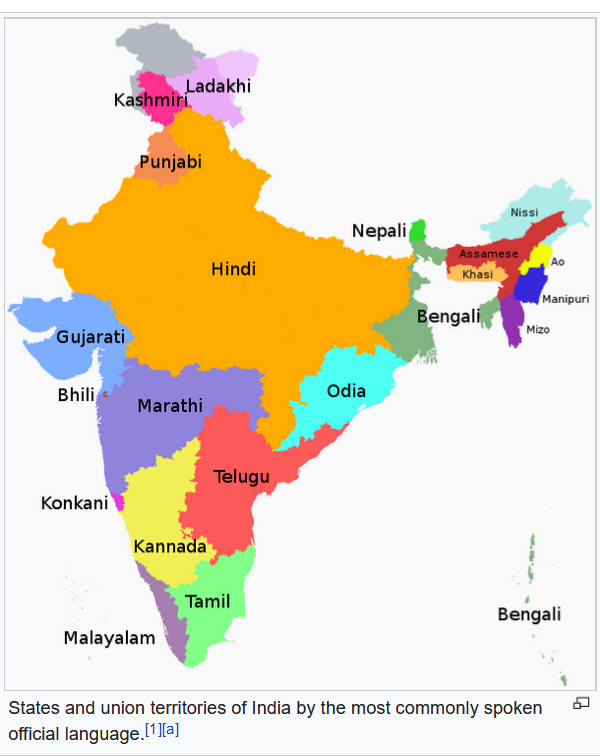 Ladakhi
Kashmiri
Punjabi
Nissi
Nepali
Assamese
Ao
Hindi
Khasi
Manipuri
Bengali
Mizo
Gujarati
Bhili
Odia
Marathi
Telugu
Konkani
Kannada
Tamil
Bengali
Malayalam
States and union territories of India by the most commonly spoken
official language.[1][a]